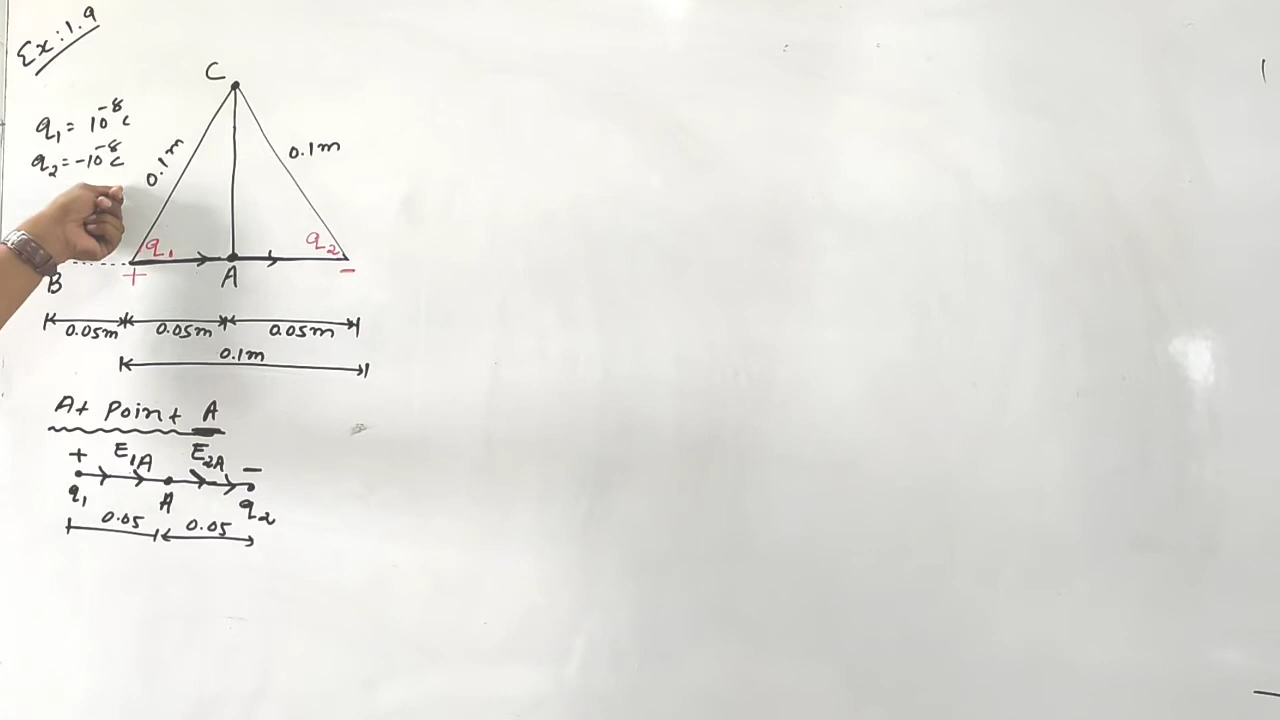 Ex: 1.9
C
q₁ = 10⁻⁸ C
q₂ = -10⁻⁸ C
0.1m
0.1m
q₁
q₂
B
+
A
-
0.05m
0.05m
0.05m
0.1m
At Point A
+ E₁A E₂A -
q₁ A q₂
0.05 0.05